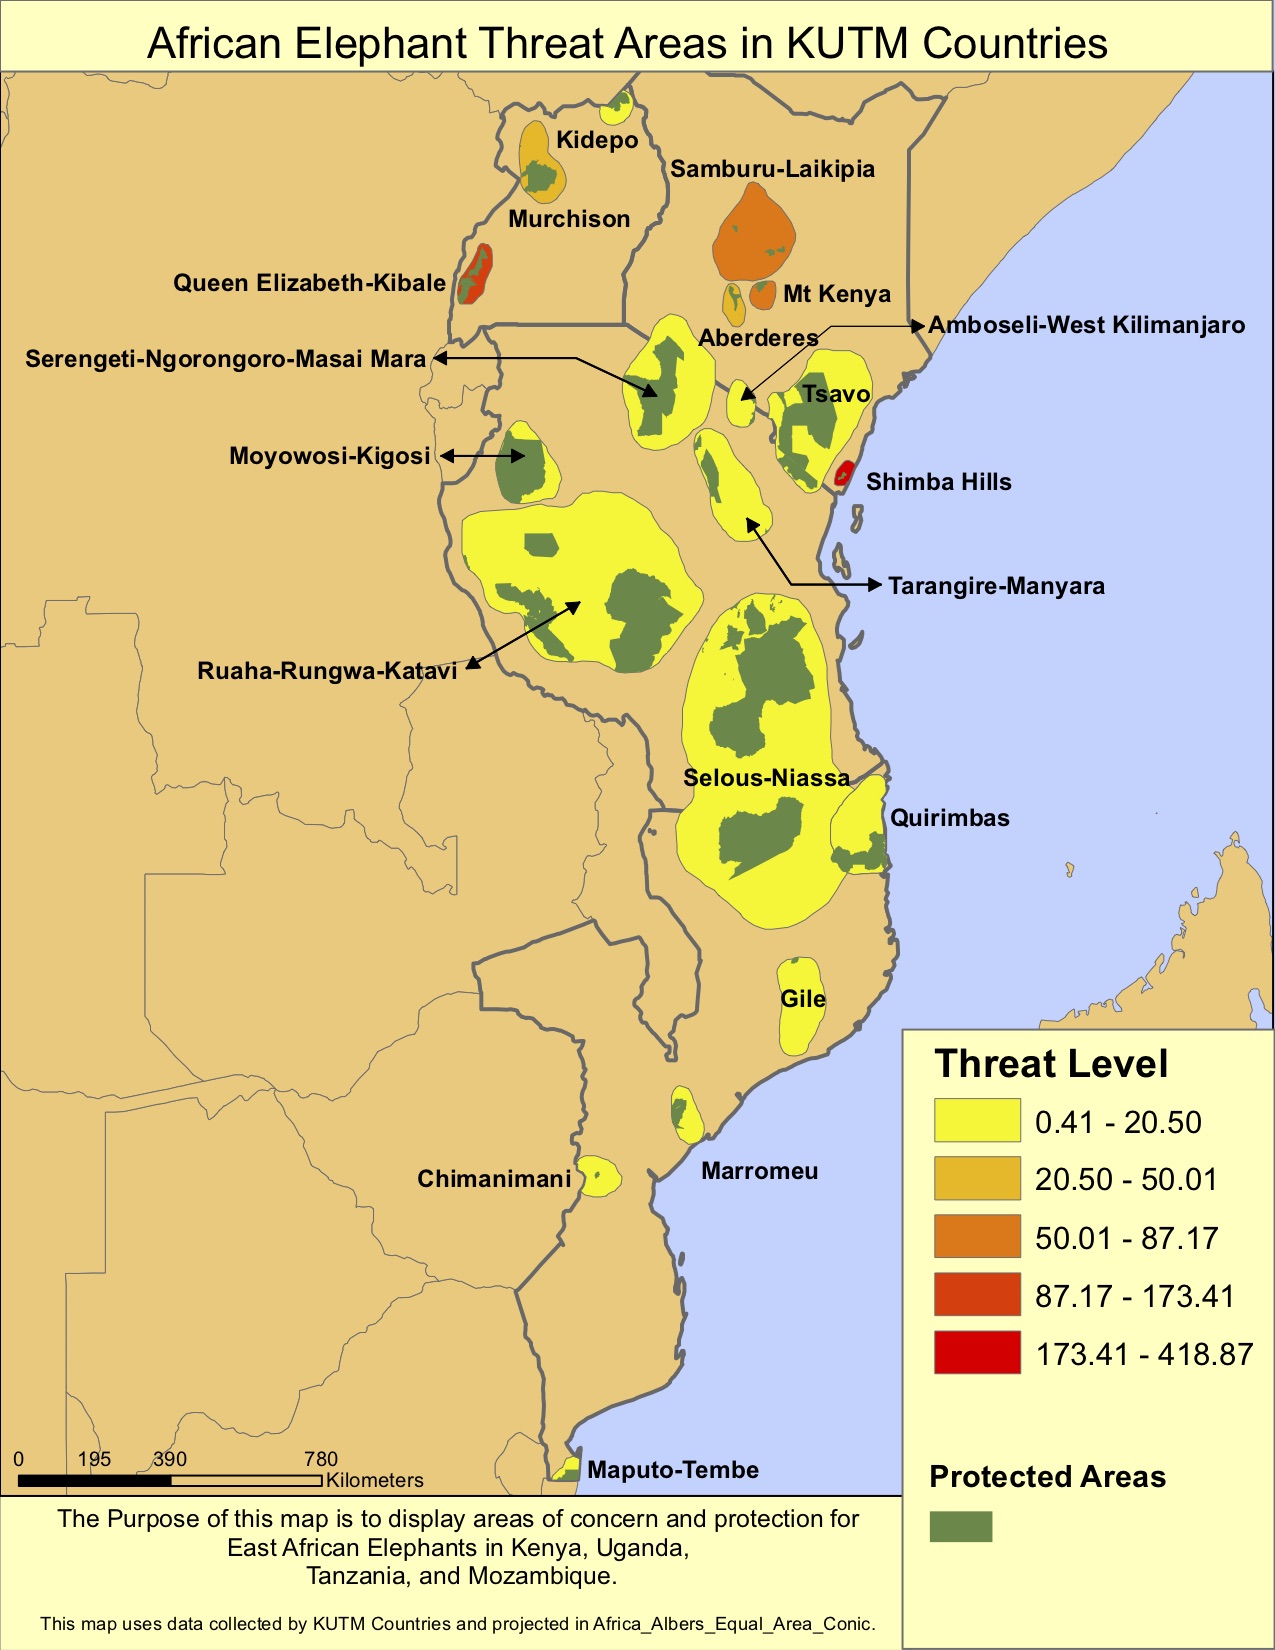 African Elephant Threat Areas in KUTM Countries
Kidepo
Samburu-Laikipia
Murchison
Queen Elizabeth-Kibale
Mt Kenya
Amboseli-West Kilimanjaro
Aberderes
Serengeti-Ngorongoro-Masai Mara
Tsavo
Moyowosi-Kigosi
Shimba Hills
Tarangire-Manyara
Ruaha-Rungwa-Katavi
Selous-Niassa
Quirimbas
Gile
Marromeu
Chimanimani
Maputo-Tembe
Threat Level
0.41 - 20.50
20.50 - 50.01
50.01 - 87.17
87.17 - 173.41
173.41 - 418.87
Protected Areas
0 195 390 780
Kilometers
The Purpose of this map is to display areas of concern and protection for
East African Elephants in Kenya, Uganda,
Tanzania, and Mozambique.
This map uses data collected by KUTM Countries and projected in Africa_Albers_Equal_Area_Conic.